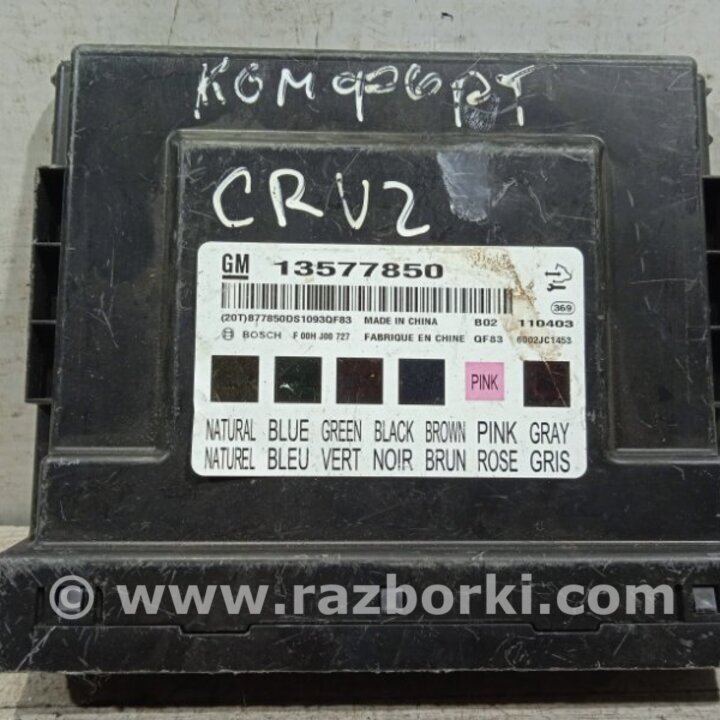 комфорт
CRUZ
GM 13577850
369
(20T)877850DS1093QF83 MADE IN CHINA B02 110403
BOSCH F 00H J00 727 FABRIQUE EN CHINE QF83 6002JC1453
PINK
NATURAL BLUE GREEN BLACK BROWN PINK GRAY
NATUREL BLEU VERT NOIR BRUN ROSE GRIS
© www.razborki.com